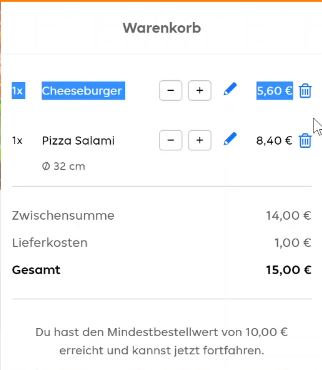 Warenkorb
1x Cheeseburger − + 5,60 €
1x Pizza Salami − + 8,40 €
Ø 32 cm
Zwischensumme 14,00 €
Lieferkosten 1,00 €
Gesamt 15,00 €
Du hast den Mindestbestellwert von 10,00 €
erreicht und kannst jetzt fortfahren.